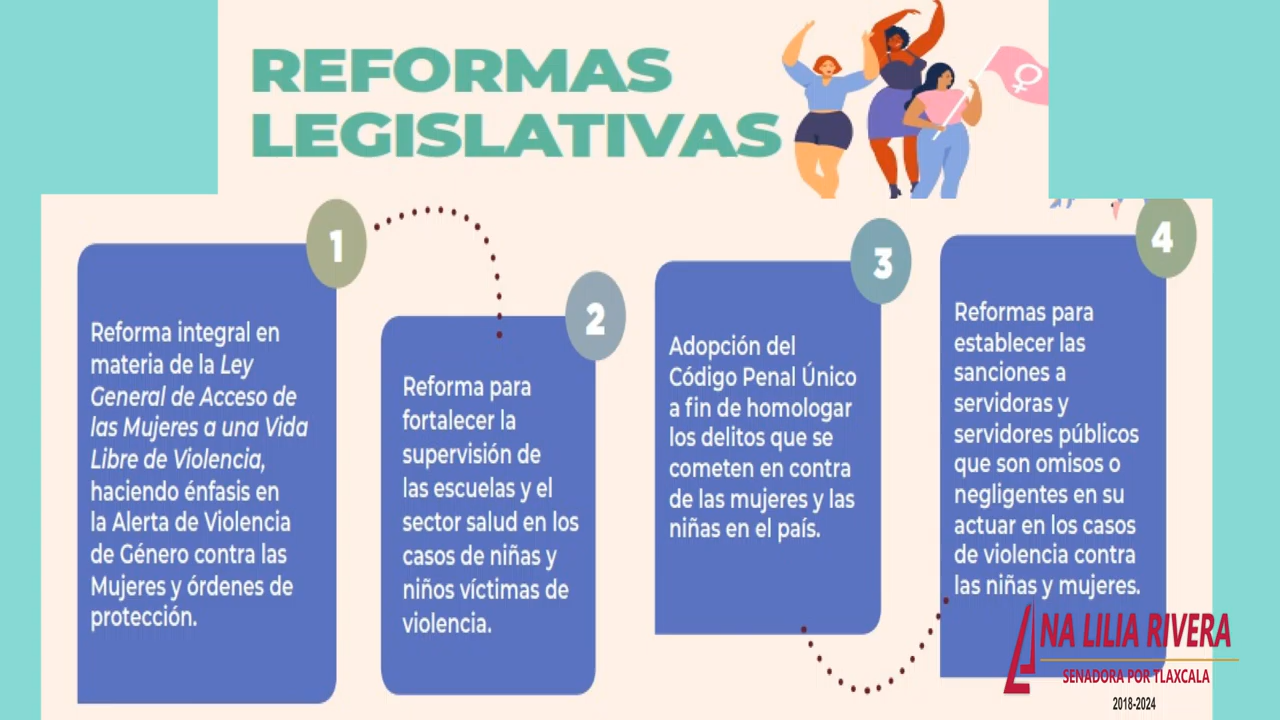 REFORMAS
LEGISLATIVAS
1
Reforma integral en
materia de la Ley
General de Acceso de
las Mujeres a una Vida
Libre de Violencia,
haciendo énfasis en
la Alerta de Violencia
de Género contra las
Mujeres y órdenes de
protección.
2
Reforma para
fortalecer la
supervisión de
las escuelas y el
sector salud en los
casos de niñas y
niños víctimas de
violencia.
3
Adopción del
Código Penal Único
a fin de homologar
los delitos que se
cometen en contra
de las mujeres y las
niñas en el país.
4
Reformas para
establecer las
sanciones a
servidoras y
servidores públicos
que son omisos o
negligentes en su
actuar en los casos
de violencia contra
las niñas y mujeres.
ANA LILIA RIVERA
SENADORA POR TLAXCALA
2018-2024